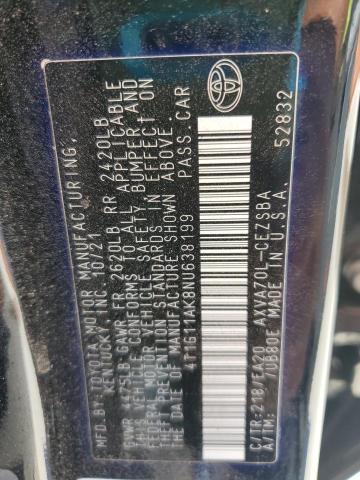 MFD. BY: TOYOTA MOTOR MANUFACTURING,
KENTUCKY, INC. 10/21
GVWR GAWR FR 2620LB RR 2420LB
THIS VEHICLE CONFORMS TO ALL APPLICABLE
FEDERAL MOTOR VEHICLE SAFETY, BUMPER AND
THEFT PREVENTION STANDARDS IN EFFECT ON
THE DATE OF MANUFACTURE SHOWN ABOVE.
4T1G11AK8NU638199
PASS. CAR
C/TR: 218/EA20 AXVA70L-CEZSBA
A/TM: /UB80E MADE IN U.S.A.
52832